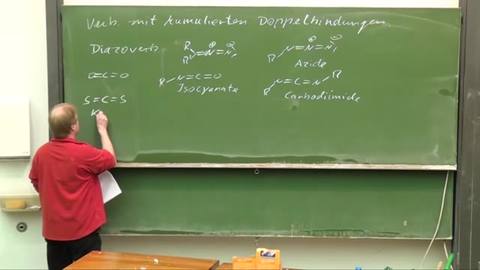 Verb. mit kumulierten Doppelbindungen
Diazoverb. R R N N
R N=N=N Azide
O=C=O R N=C=O Isocyanate R N=C=N R Carbodiimide
S=C=S
K